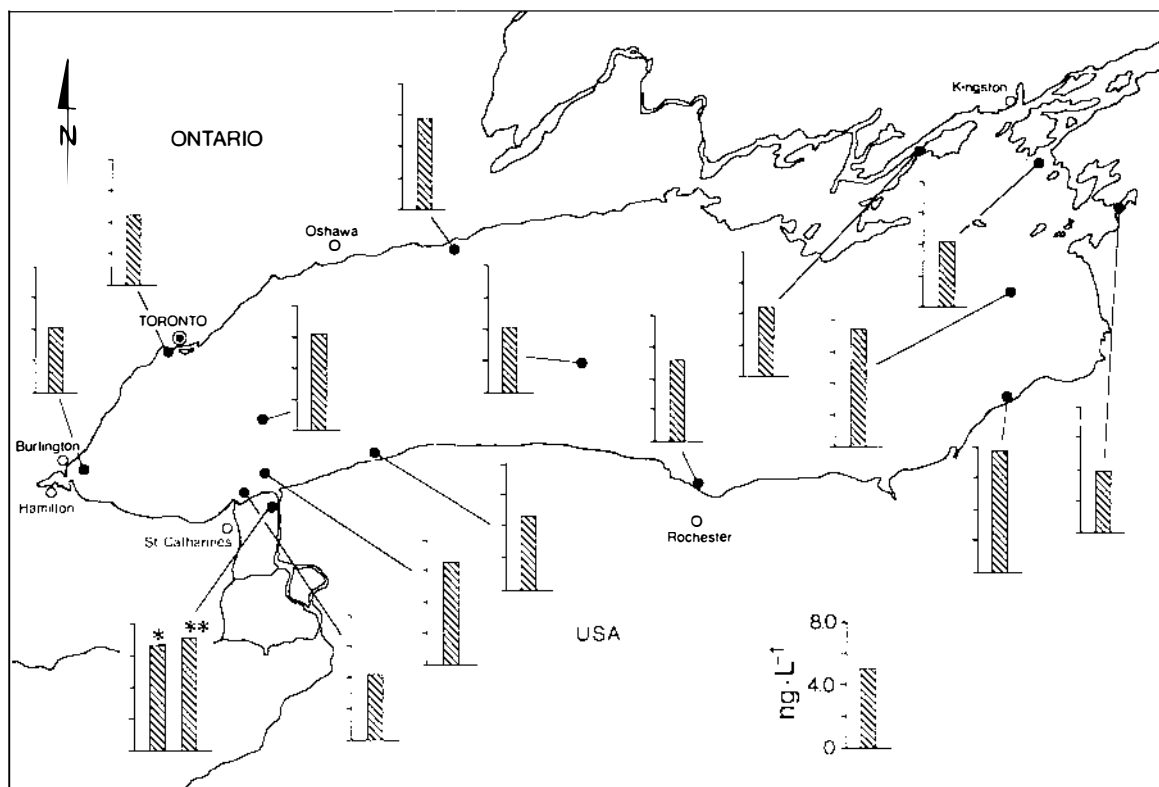 N
ONTARIO
Oshawa
Kingston
TORONTO
Burlington
Hamilton
St Catharines
Rochester
USA
*
**
8.0
4.0
0
ng·L⁻¹